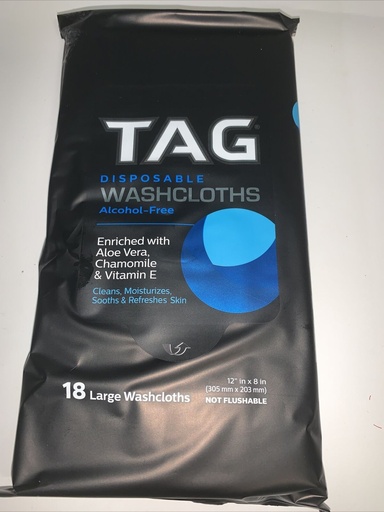 TAG®
DISPOSABLE
WASHCLOTHS
Alcohol-Free
Enriched with
Aloe Vera,
Chamomile
& Vitamin E
Cleans, Moisturizes,
Sooths & Refreshes Skin
12" in x 8 in
(305 mm x 203 mm)
18 Large Washcloths
NOT FLUSHABLE